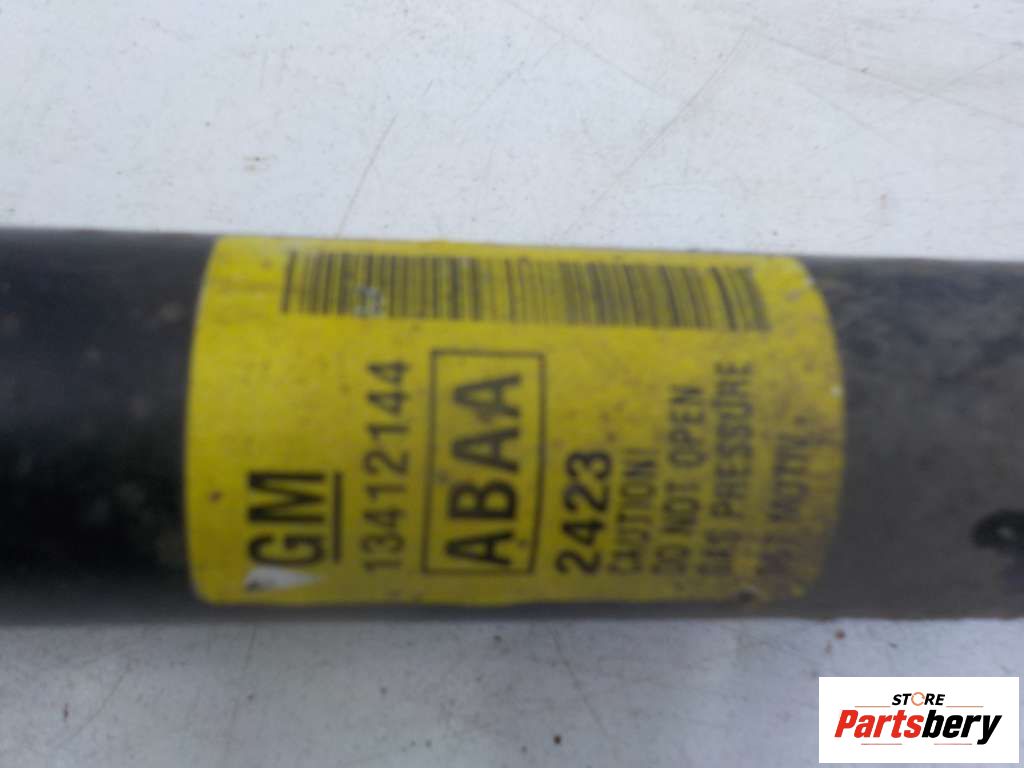 GM
13412144
ABAA
2423
CAUTION!
DO NOT OPEN
GAS PRESSURE
STORE
Partsbery